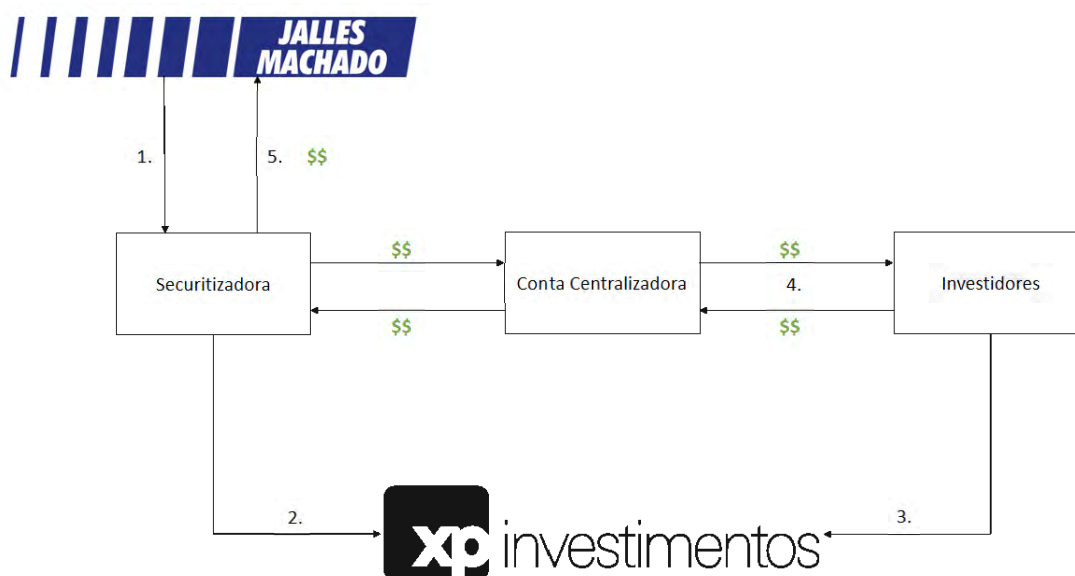 JALLES
MACHADO
1.
5. $$
$$
$$
Securitizadora
Conta Centralizadora
4.
Investidores
$$
$$
2.
3.
xp investimentos